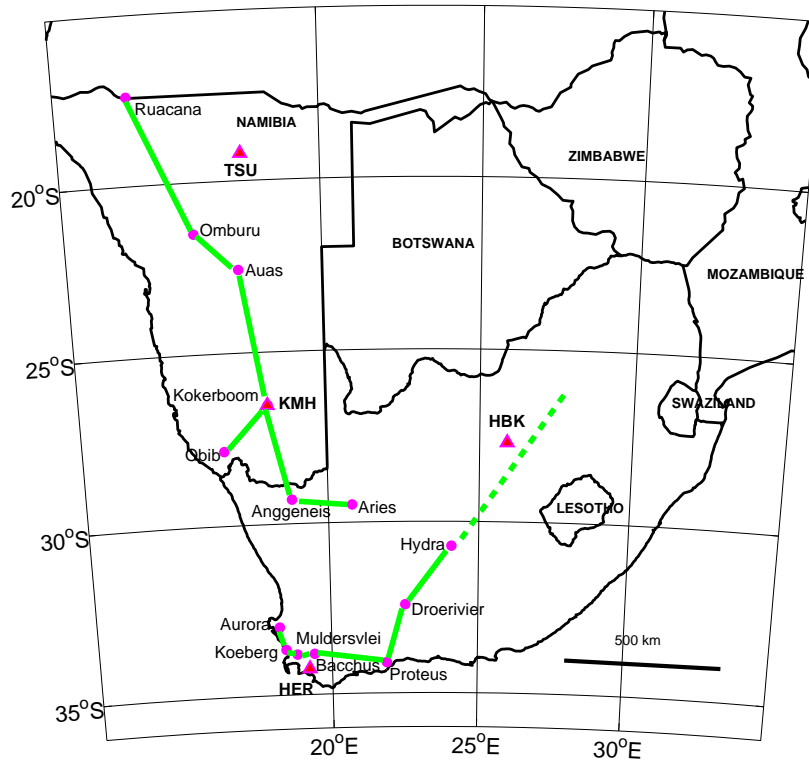 Ruacana
NAMIBIA
TSU
ZIMBABWE
20°S
Omburu
BOTSWANA
Auas
MOZAMBIQUE
25°S
Kokerboom
KMH
SWAZILAND
HBK
Obib
Anggeneis
Aries
LESOTHO
30°S
Hydra
Droerivier
Aurora
Muldersvlei
500 km
Koeberg
Bacchus
Proteus
HER
35°S
20°E
25°E
30°E